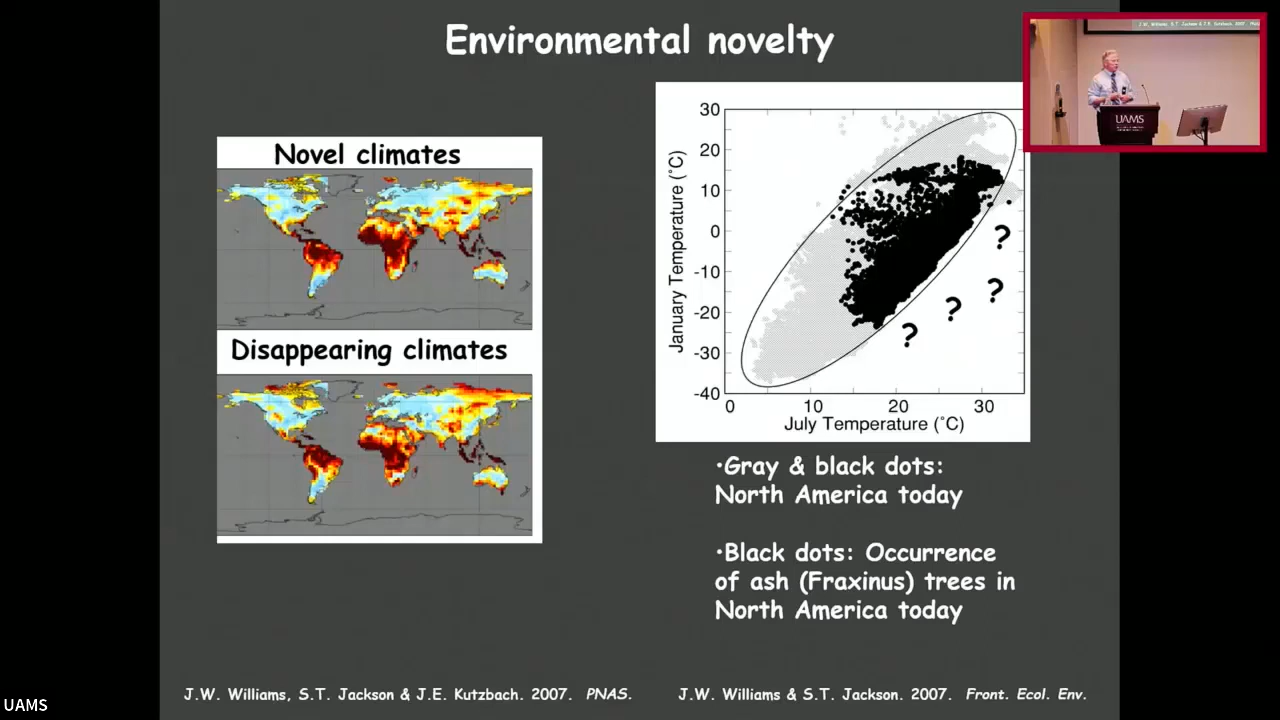 Environmental novelty
Novel climates
Disappearing climates
30
20
10
0
-10
-20
-30
-40
0
10
20
30
January Temperature (˚C)
July Temperature (˚C)
?
?
?
?
•Gray & black dots:
North America today
•Black dots: Occurrence
of ash (Fraxinus) trees in
North America today
J.W. Williams, S.T. Jackson & J.E. Kutzbach. 2007. PNAS.
J.W. Williams & S.T. Jackson. 2007. Front. Ecol. Env.
UAMS
UAMS